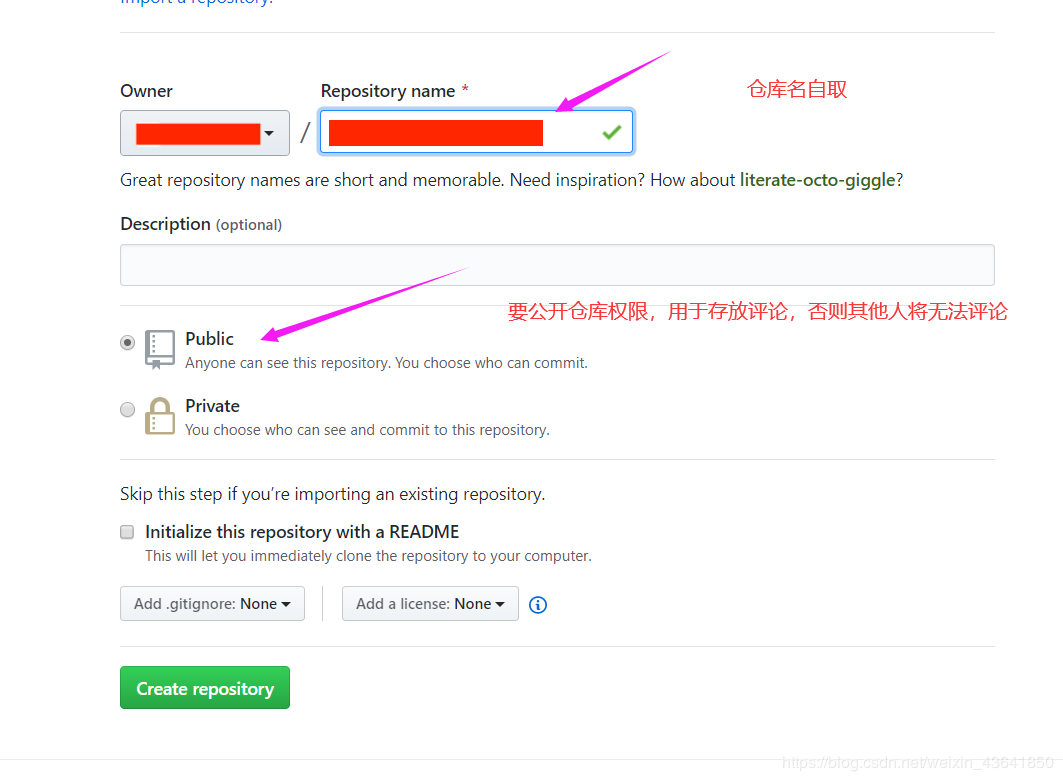 Import a repository.
Owner
Repository name *
仓库名自取
/
Great repository names are short and memorable. Need inspiration? How about literate-octo-giggle?
Description (optional)
要公开仓库权限，用于存放评论，否则其他人将无法评论
Public
Anyone can see this repository. You choose who can commit.
Private
You choose who can see and commit to this repository.
Skip this step if you’re importing an existing repository.
Initialize this repository with a README
This will let you immediately clone the repository to your computer.
Add .gitignore: None
Add a license: None
Create repository
https://blog.csdn.net/weixin_43641850